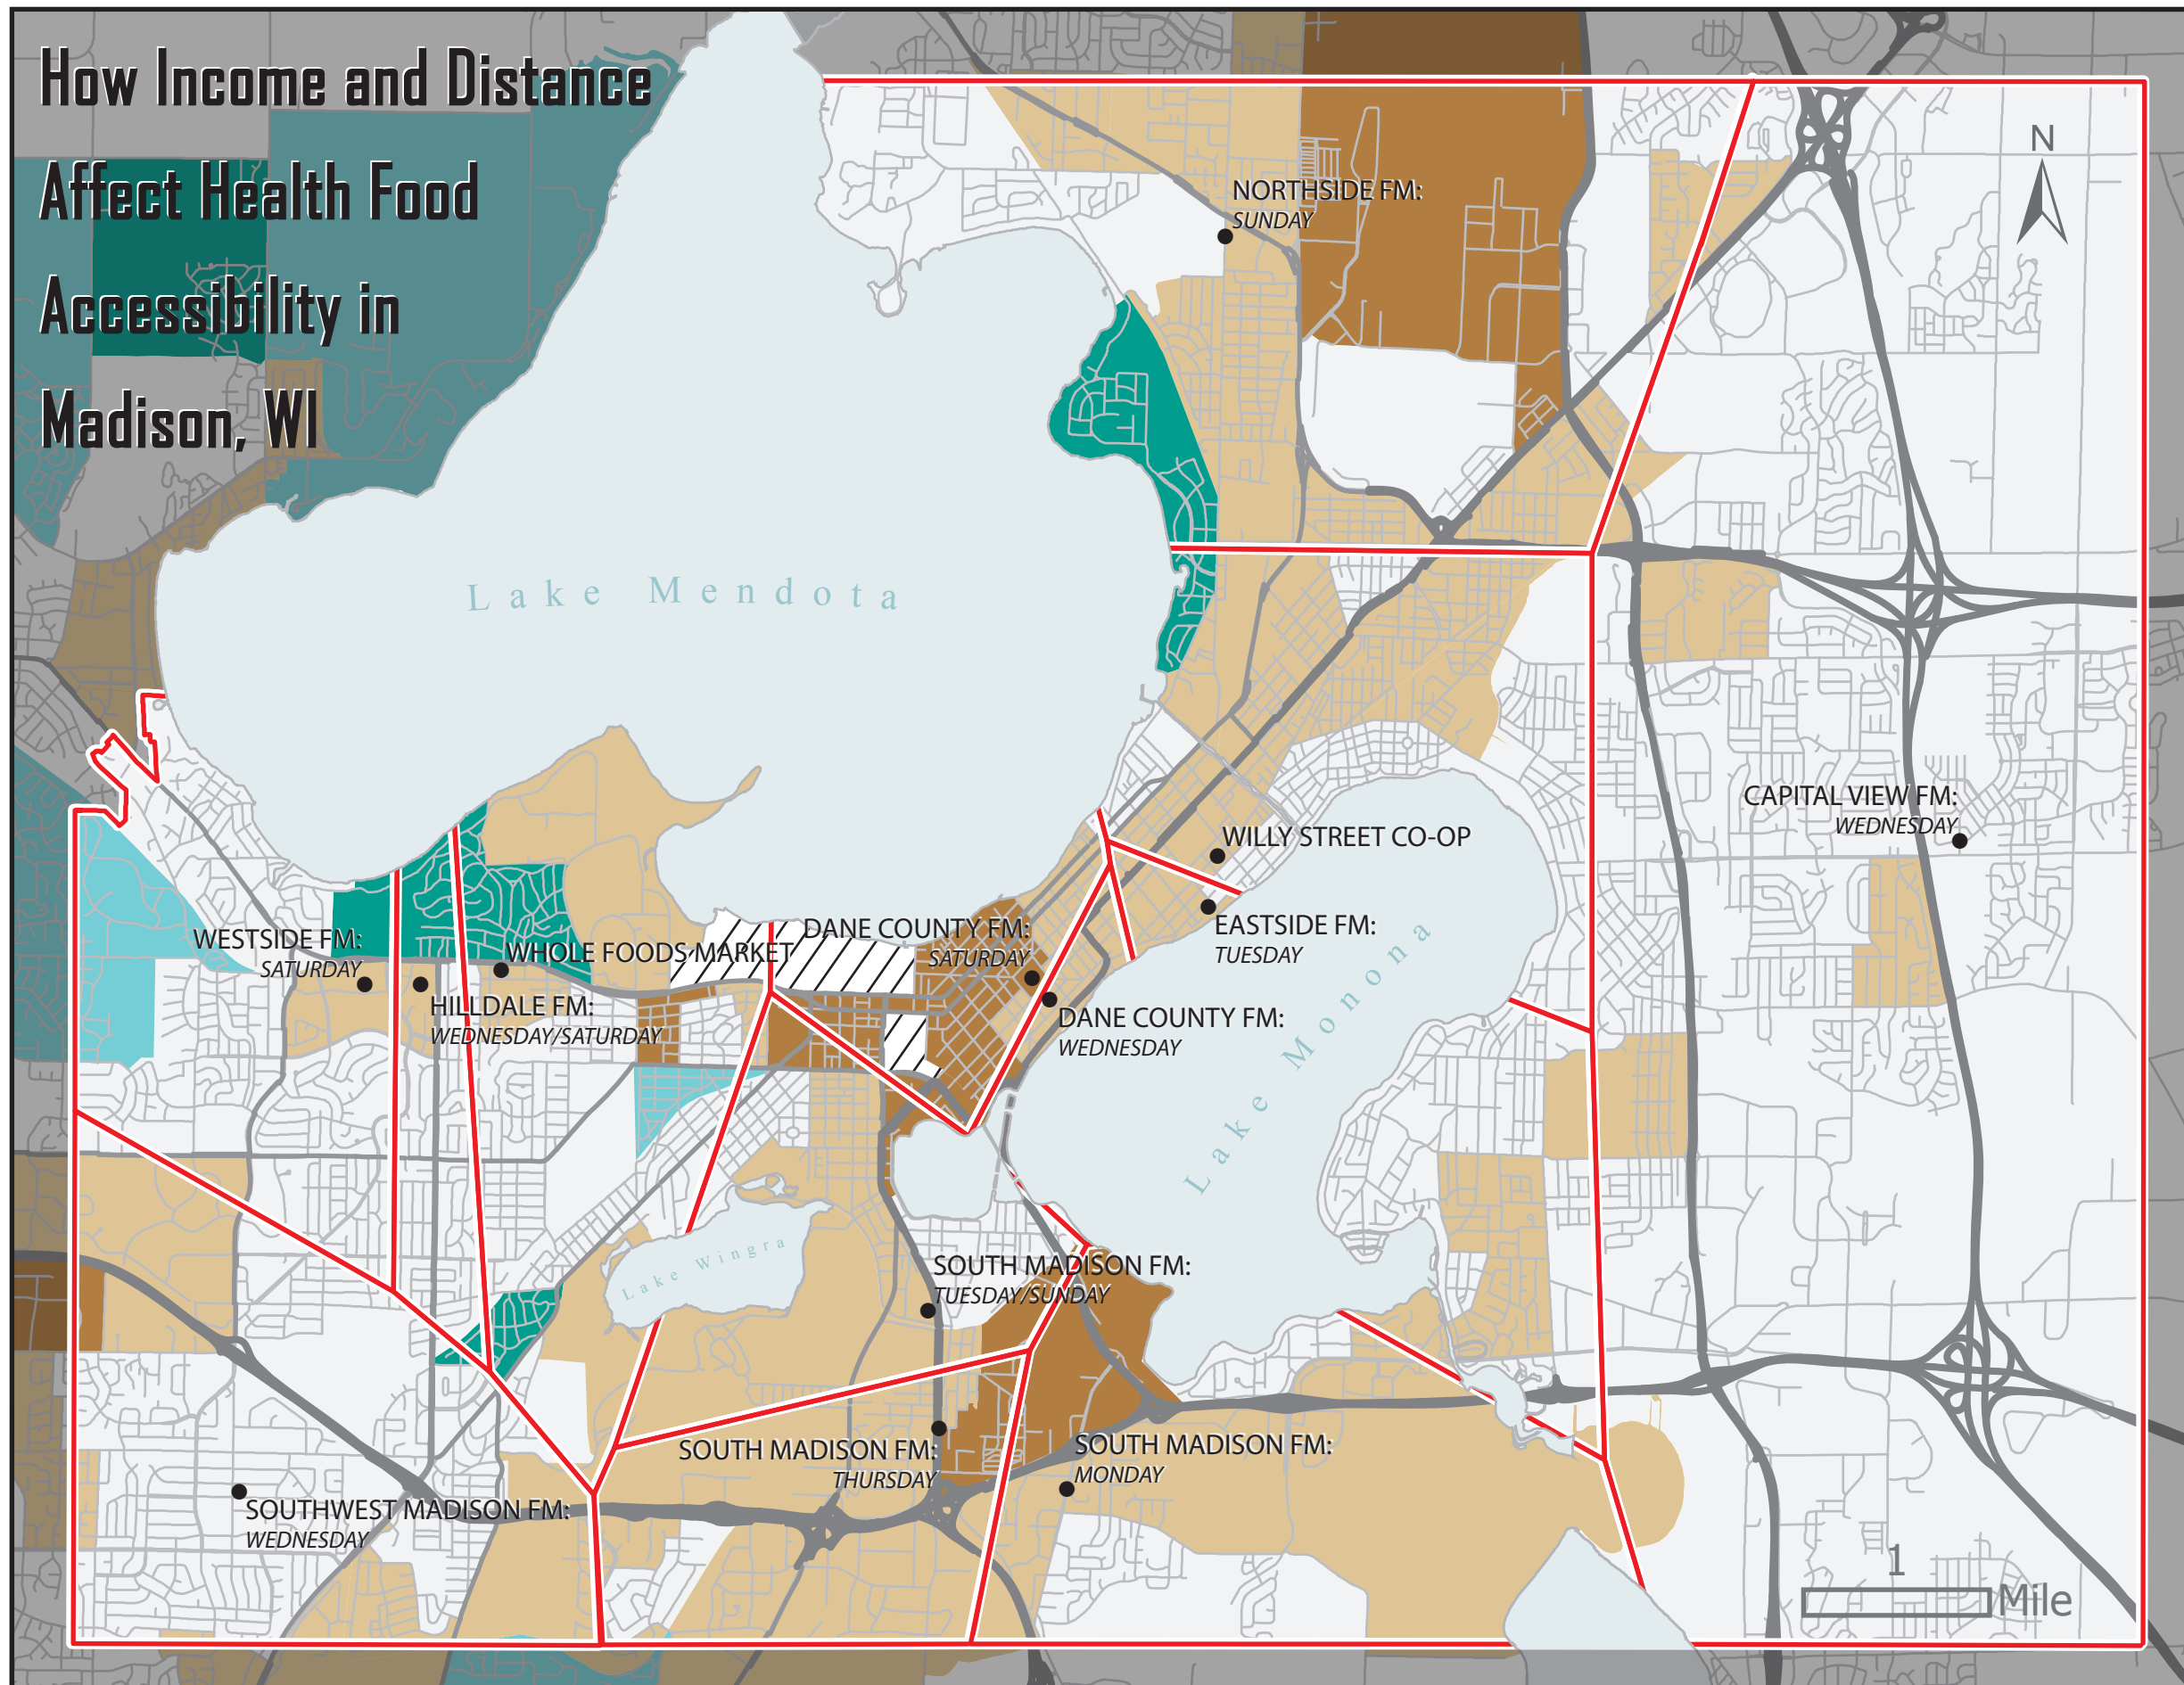 How Income and Distance
Affect Health Food
Accessibility in
Madison, WI
N
NORTHSIDE FM:
SUNDAY
Lake Mendota
CAPITAL VIEW FM:
WEDNESDAY
WILLY STREET CO-OP
EASTSIDE FM:
TUESDAY
DANE COUNTY FM:
SATURDAY
WESTSIDE FM:
SATURDAY
WHOLE FOODS MARKET
HILLDALE FM:
WEDNESDAY/SATURDAY
DANE COUNTY FM:
WEDNESDAY
Lake Monona
Lake Wingra
SOUTH MADISON FM:
TUESDAY/SUNDAY
SOUTH MADISON FM:
THURSDAY
SOUTH MADISON FM:
MONDAY
SOUTHWEST MADISON FM:
WEDNESDAY
1
Mile